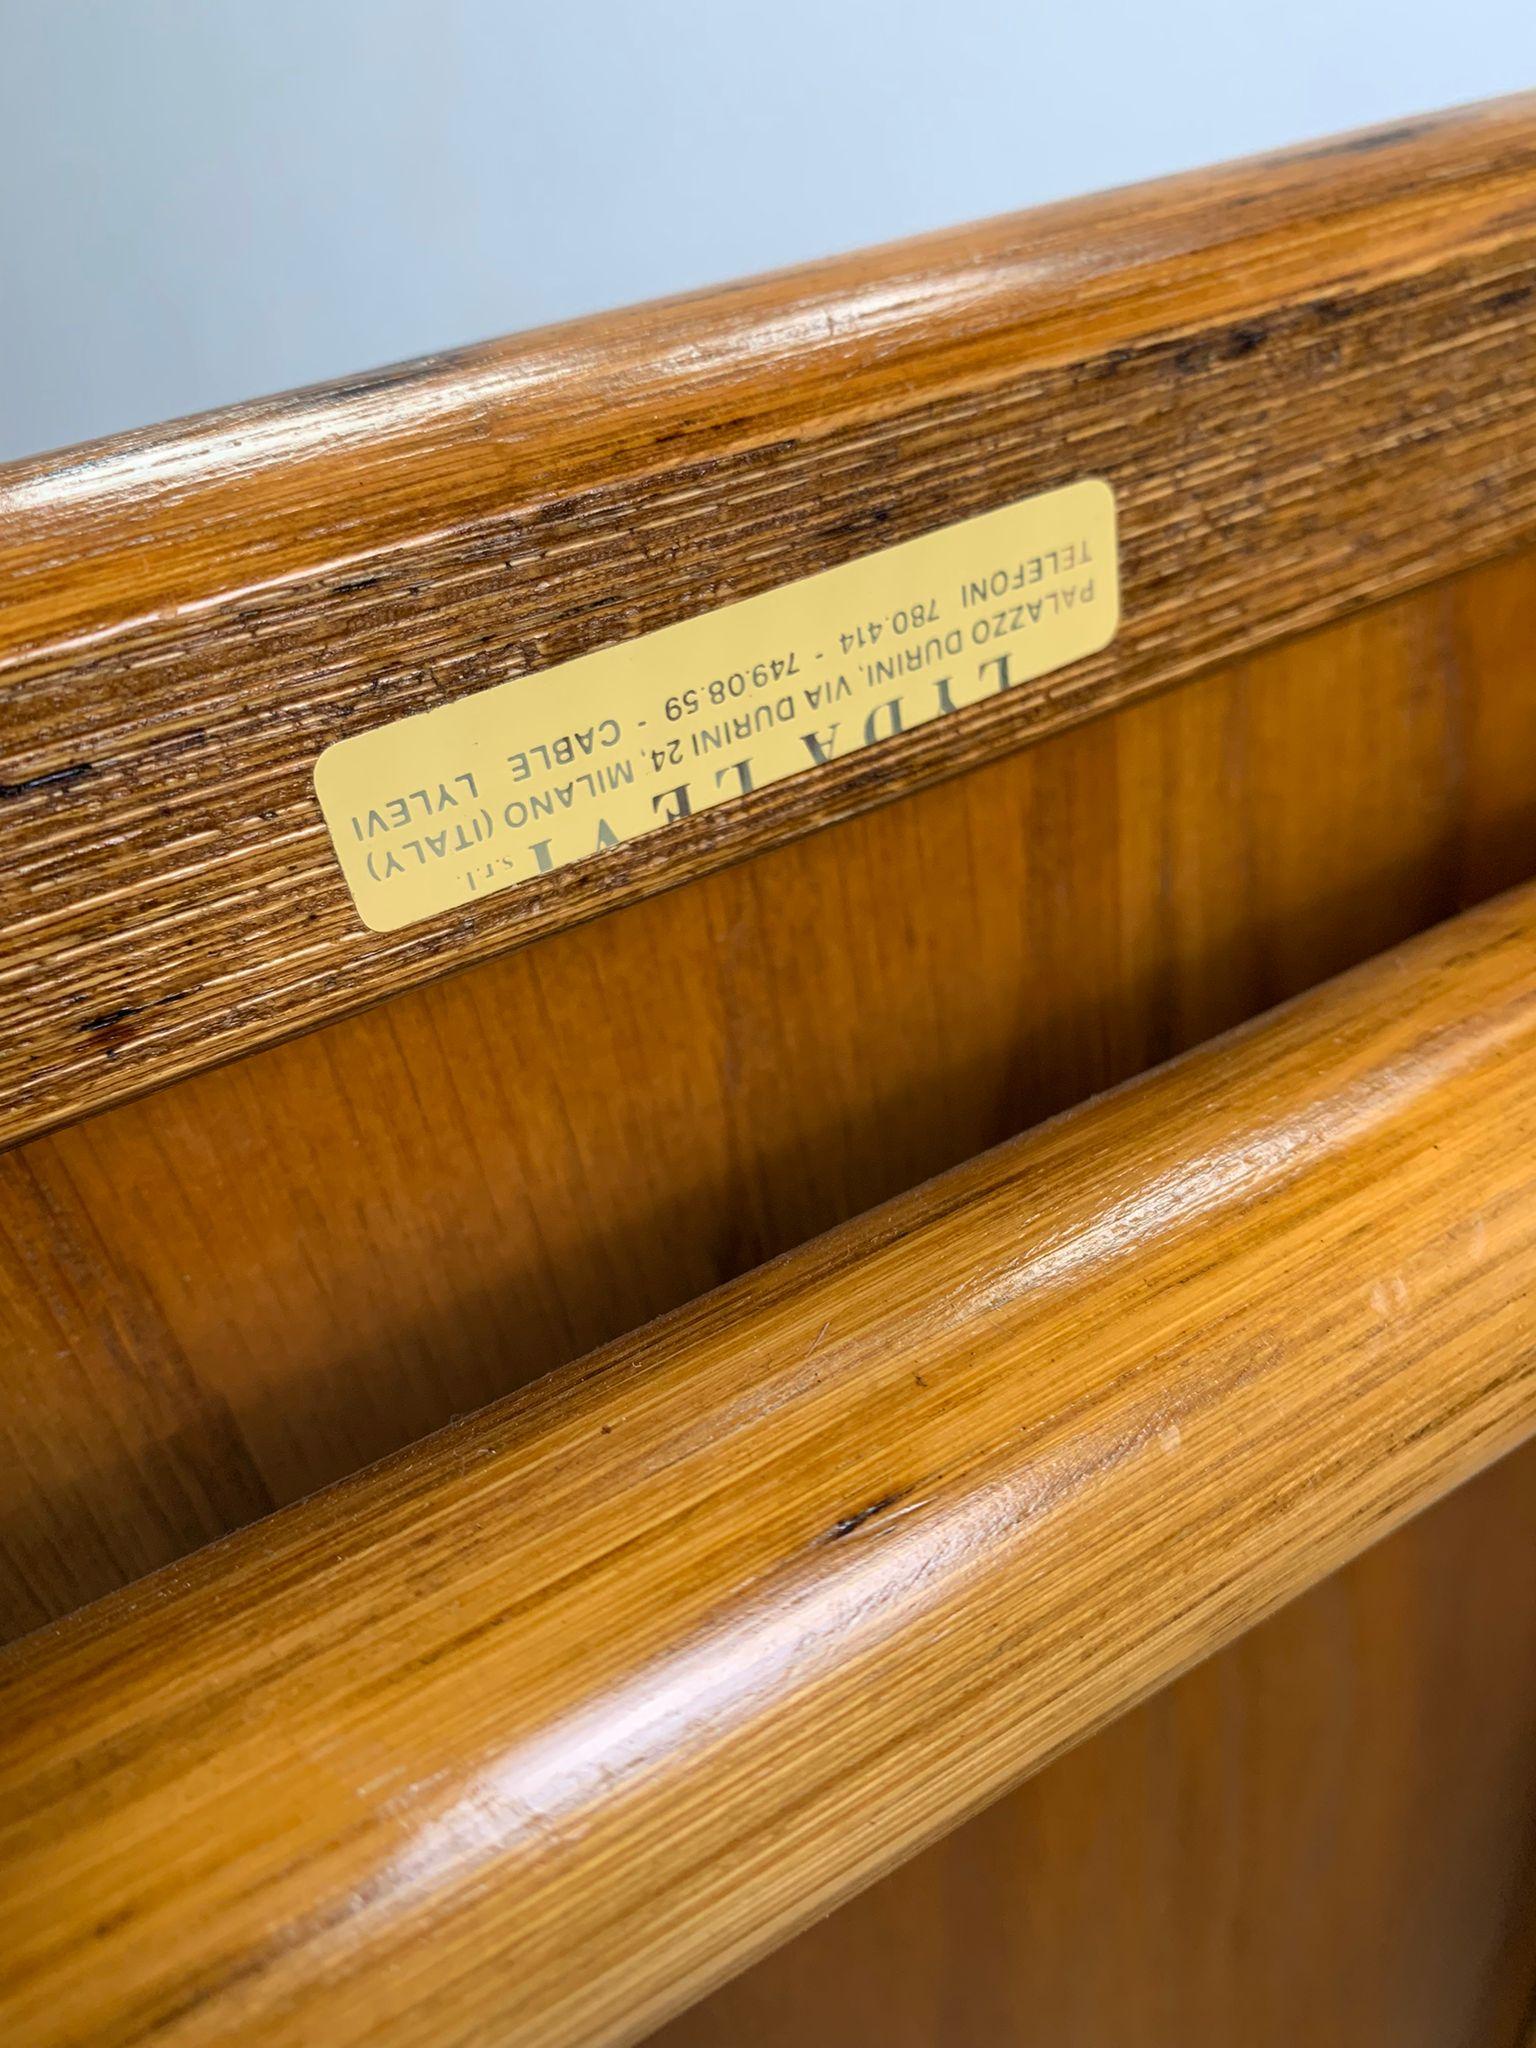 LYDA LEVI s.r.l.
PALAZZO DURINI, VIA DURINI 24, MILANO (ITALY)
TELEFONI 780.414 - 749.08.59 - CABLE LYLEVI